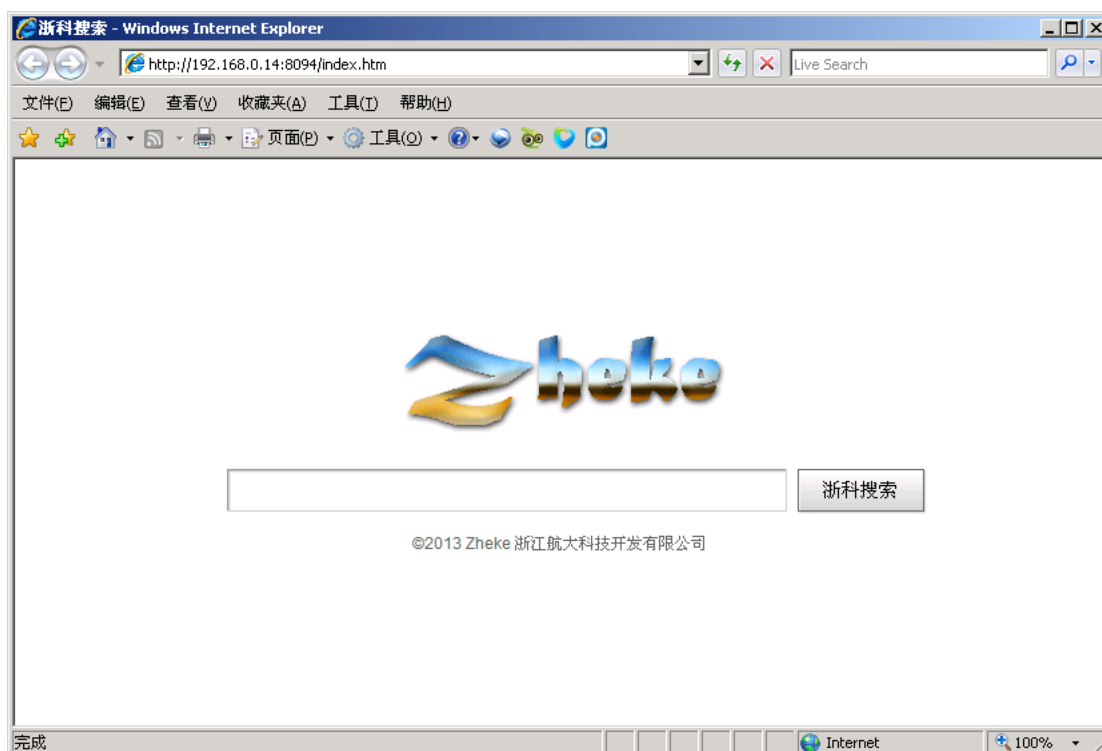 浙科搜索 - Windows Internet Explorer
http://192.168.0.14:8094/index.htm
Live Search
文件(F) 编辑(E) 查看(V) 收藏夹(A) 工具(T) 帮助(H)
页面(P) 工具(O)
Zheke
浙科搜索
©2013 Zheke 浙江航大科技开发有限公司
完成 Internet 100%